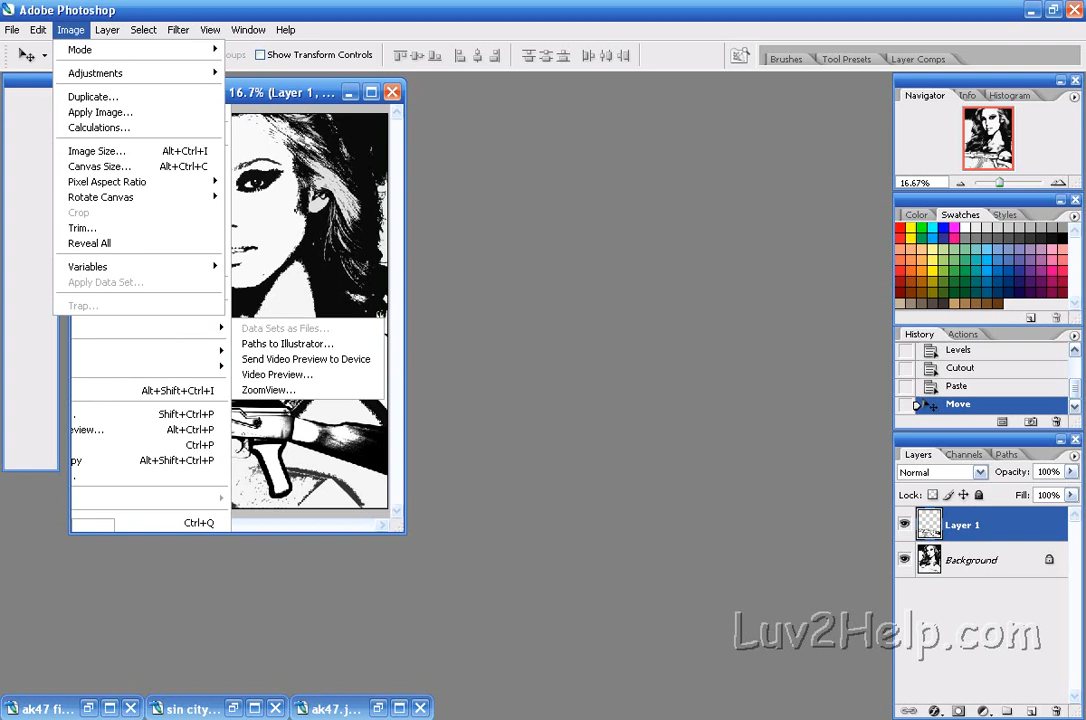 Adobe Photoshop
File Edit Image Layer Select Filter View Window Help
Show Transform Controls
Brushes Tool Presets Layer Comps
Mode
Adjustments
Duplicate...
Apply Image...
Calculations...
Image Size... Alt+Ctrl+I
Canvas Size... Alt+Ctrl+C
Pixel Aspect Ratio
Rotate Canvas
Crop
Trim...
Reveal All
Variables
Apply Data Set...
Trap...
16.7% (Layer 1, ...
Data Sets as Files...
Paths to Illustrator...
Send Video Preview to Device
Video Preview...
ZoomView...
Alt+Shift+Ctrl+I
Shift+Ctrl+P
Alt+Ctrl+P
Ctrl+P
Alt+Shift+Ctrl+P
Ctrl+Q
Navigator Info Histogram
16.67%
Color Swatches Styles
History Actions
Levels
Cutout
Paste
Move
Layers Channels Paths
Normal Opacity: 100%
Lock: Fill: 100%
Layer 1
Background
Luv2Help.com
ak47 fi... sin city... ak47.j...